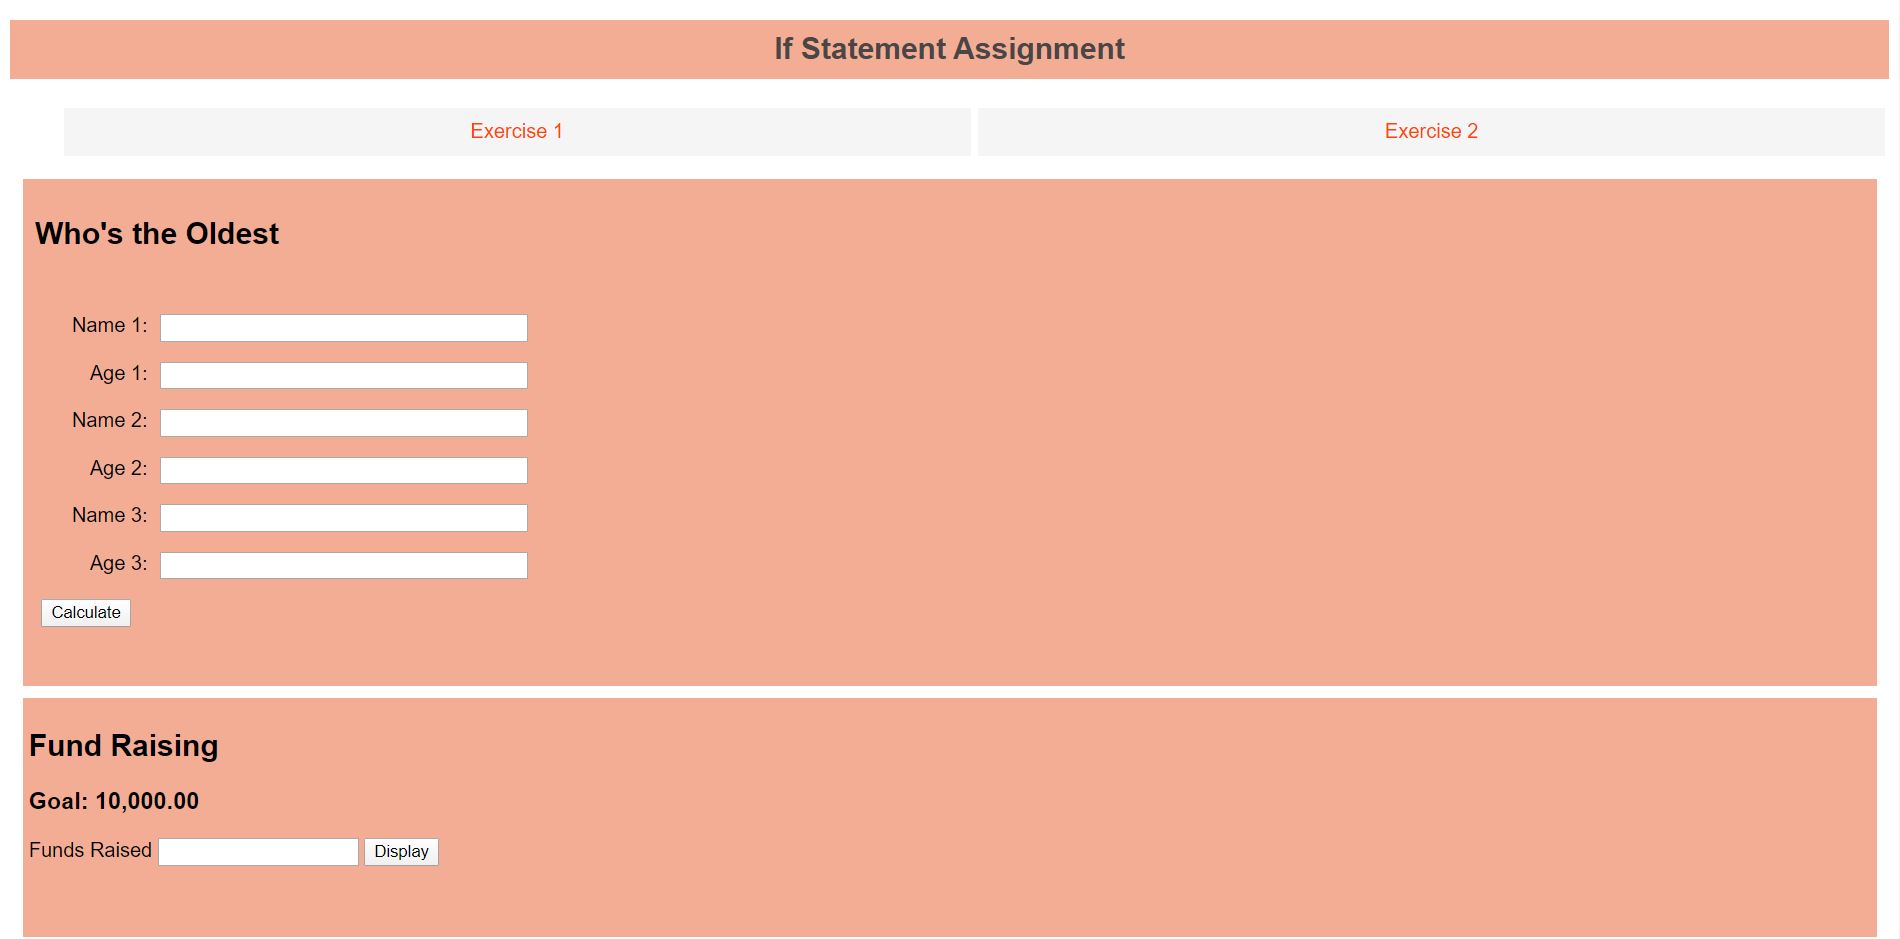 If Statement Assignment
Exercise 1 Exercise 2
Who's the Oldest
Name 1:
Age 1:
Name 2:
Age 2:
Name 3:
Age 3:
Calculate
Fund Raising
Goal: 10,000.00
Funds Raised Display